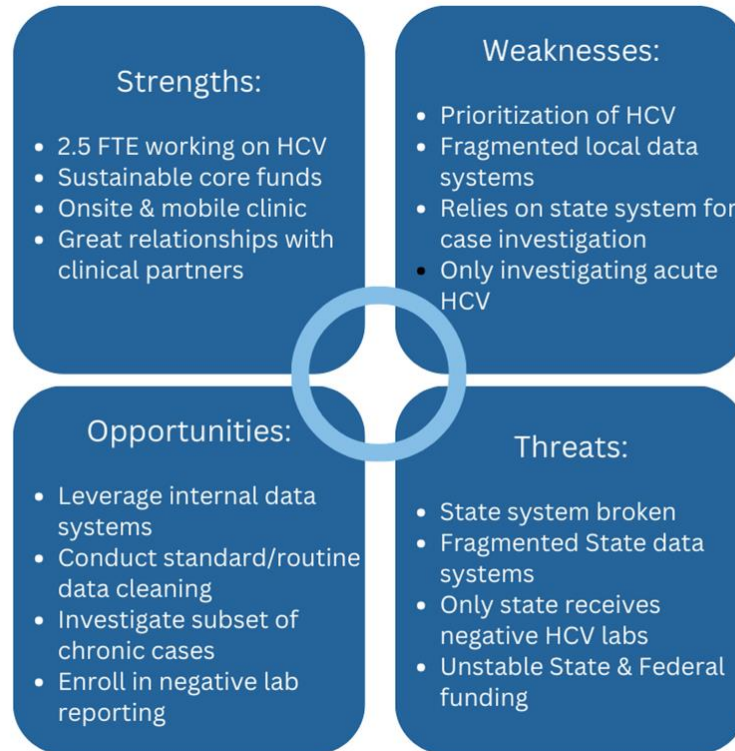 Strengths:
• 2.5 FTE working on HCV
• Sustainable core funds
• Onsite & mobile clinic
• Great relationships with
clinical partners
Weaknesses:
• Prioritization of HCV
• Fragmented local data
systems
• Relies on state system for
case investigation
• Only investigating acute
HCV
Opportunities:
• Leverage internal data
systems
• Conduct standard/routine
data cleaning
• Investigate subset of
chronic cases
• Enroll in negative lab
reporting
Threats:
• State system broken
• Fragmented State data
systems
• Only state receives
negative HCV labs
• Unstable State & Federal
funding